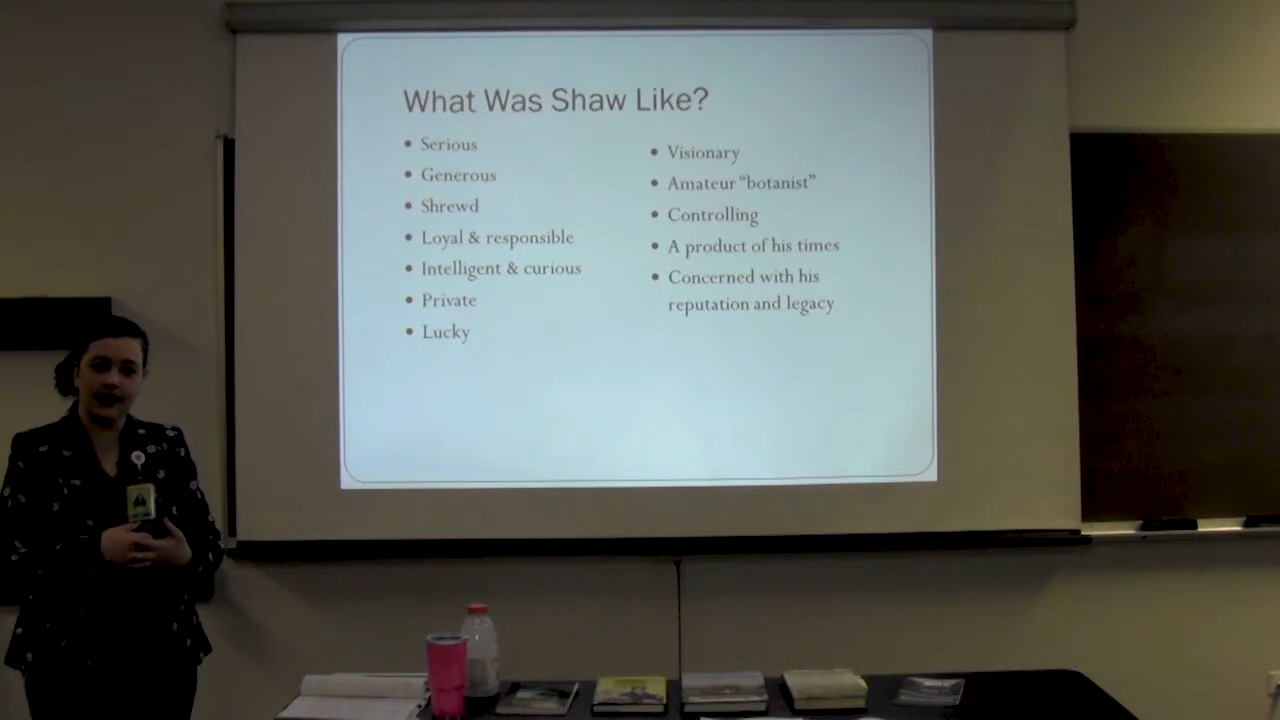 What Was Shaw Like?
• Serious
• Generous
• Shrewd
• Loyal & responsible
• Intelligent & curious
• Private
• Lucky
• Visionary
• Amateur “botanist”
• Controlling
• A product of his times
• Concerned with his
reputation and legacy